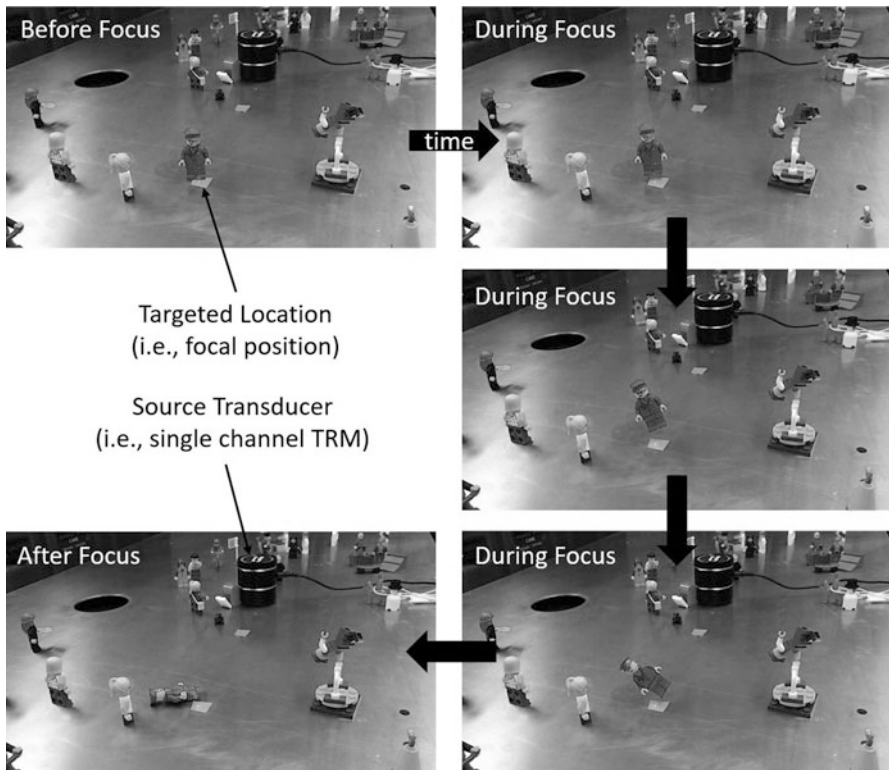 Before Focus
During Focus
time
During Focus
Targeted Location
(i.e., focal position)
Source Transducer
(i.e., single channel TRM)
After Focus
During Focus